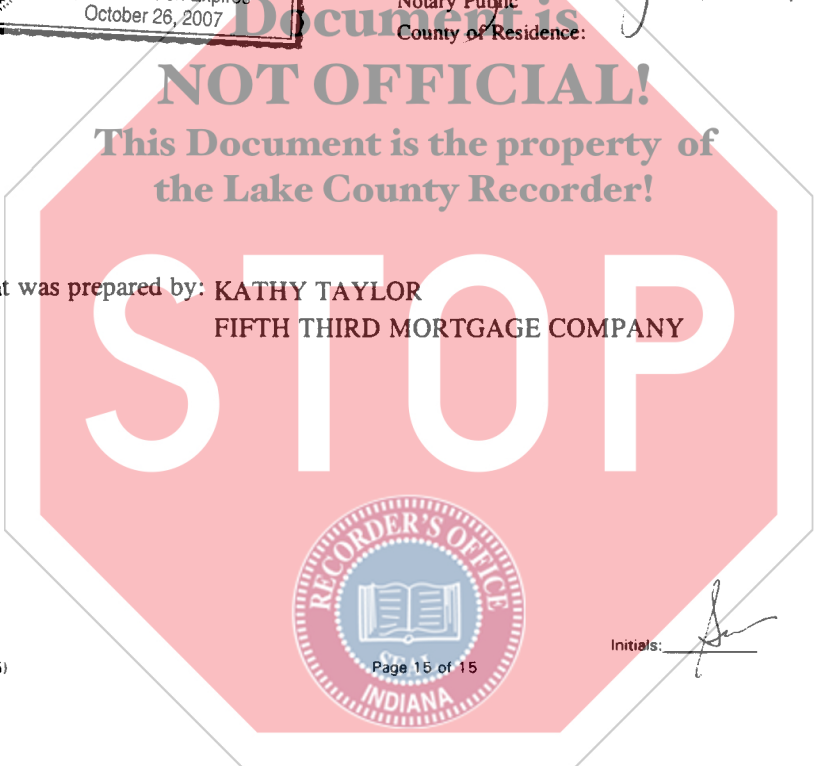 October 26, 2007
Notary Public
County of Residence:
Document is
NOT OFFICIAL!
This Document is the property of
the Lake County Recorder!
was prepared by: KATHY TAYLOR
FIFTH THIRD MORTGAGE COMPANY
STOP
RECORDER'S OFFICE
SEAL
INDIANA
Initials:
Page 15 of 15